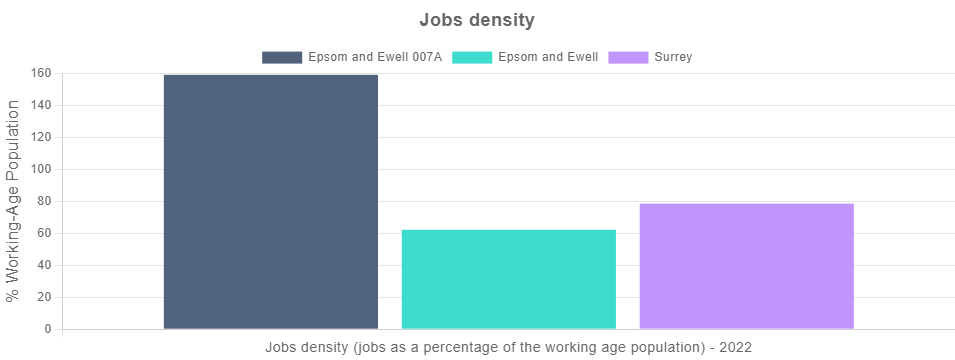 Jobs density
Epsom and Ewell 007A Epsom and Ewell Surrey
% Working-Age Population
160
140
120
100
80
60
40
20
0
Jobs density (jobs as a percentage of the working age population) - 2022